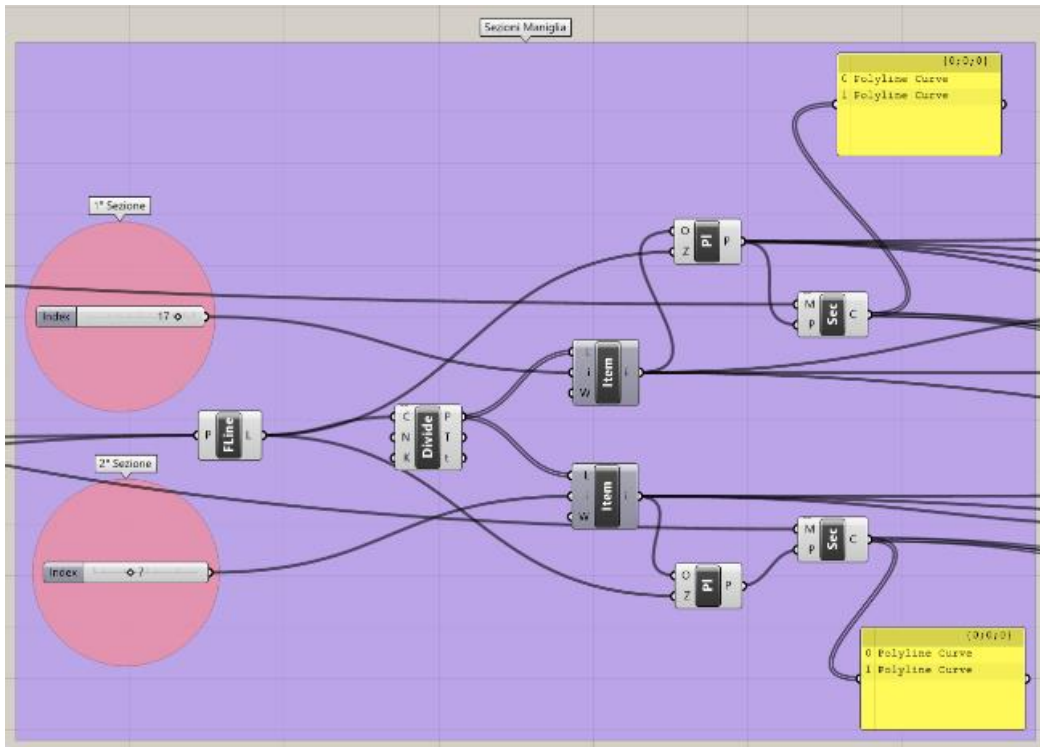 Sezioni Maniglia
{0;0;0}
0 Polyline Curve
1 Polyline Curve
1° Sezione
Index 17
O
Z
Pl
P
M
P
Sec
C
L
i
W
Item
i
P
FLine
L
C
N
K
Divide
P
T
t
2° Sezione
L
i
W
Item
i
M
P
Sec
C
Index 7
O
Z
Pl
P
{0;0;0}
0 Polyline Curve
1 Polyline Curve